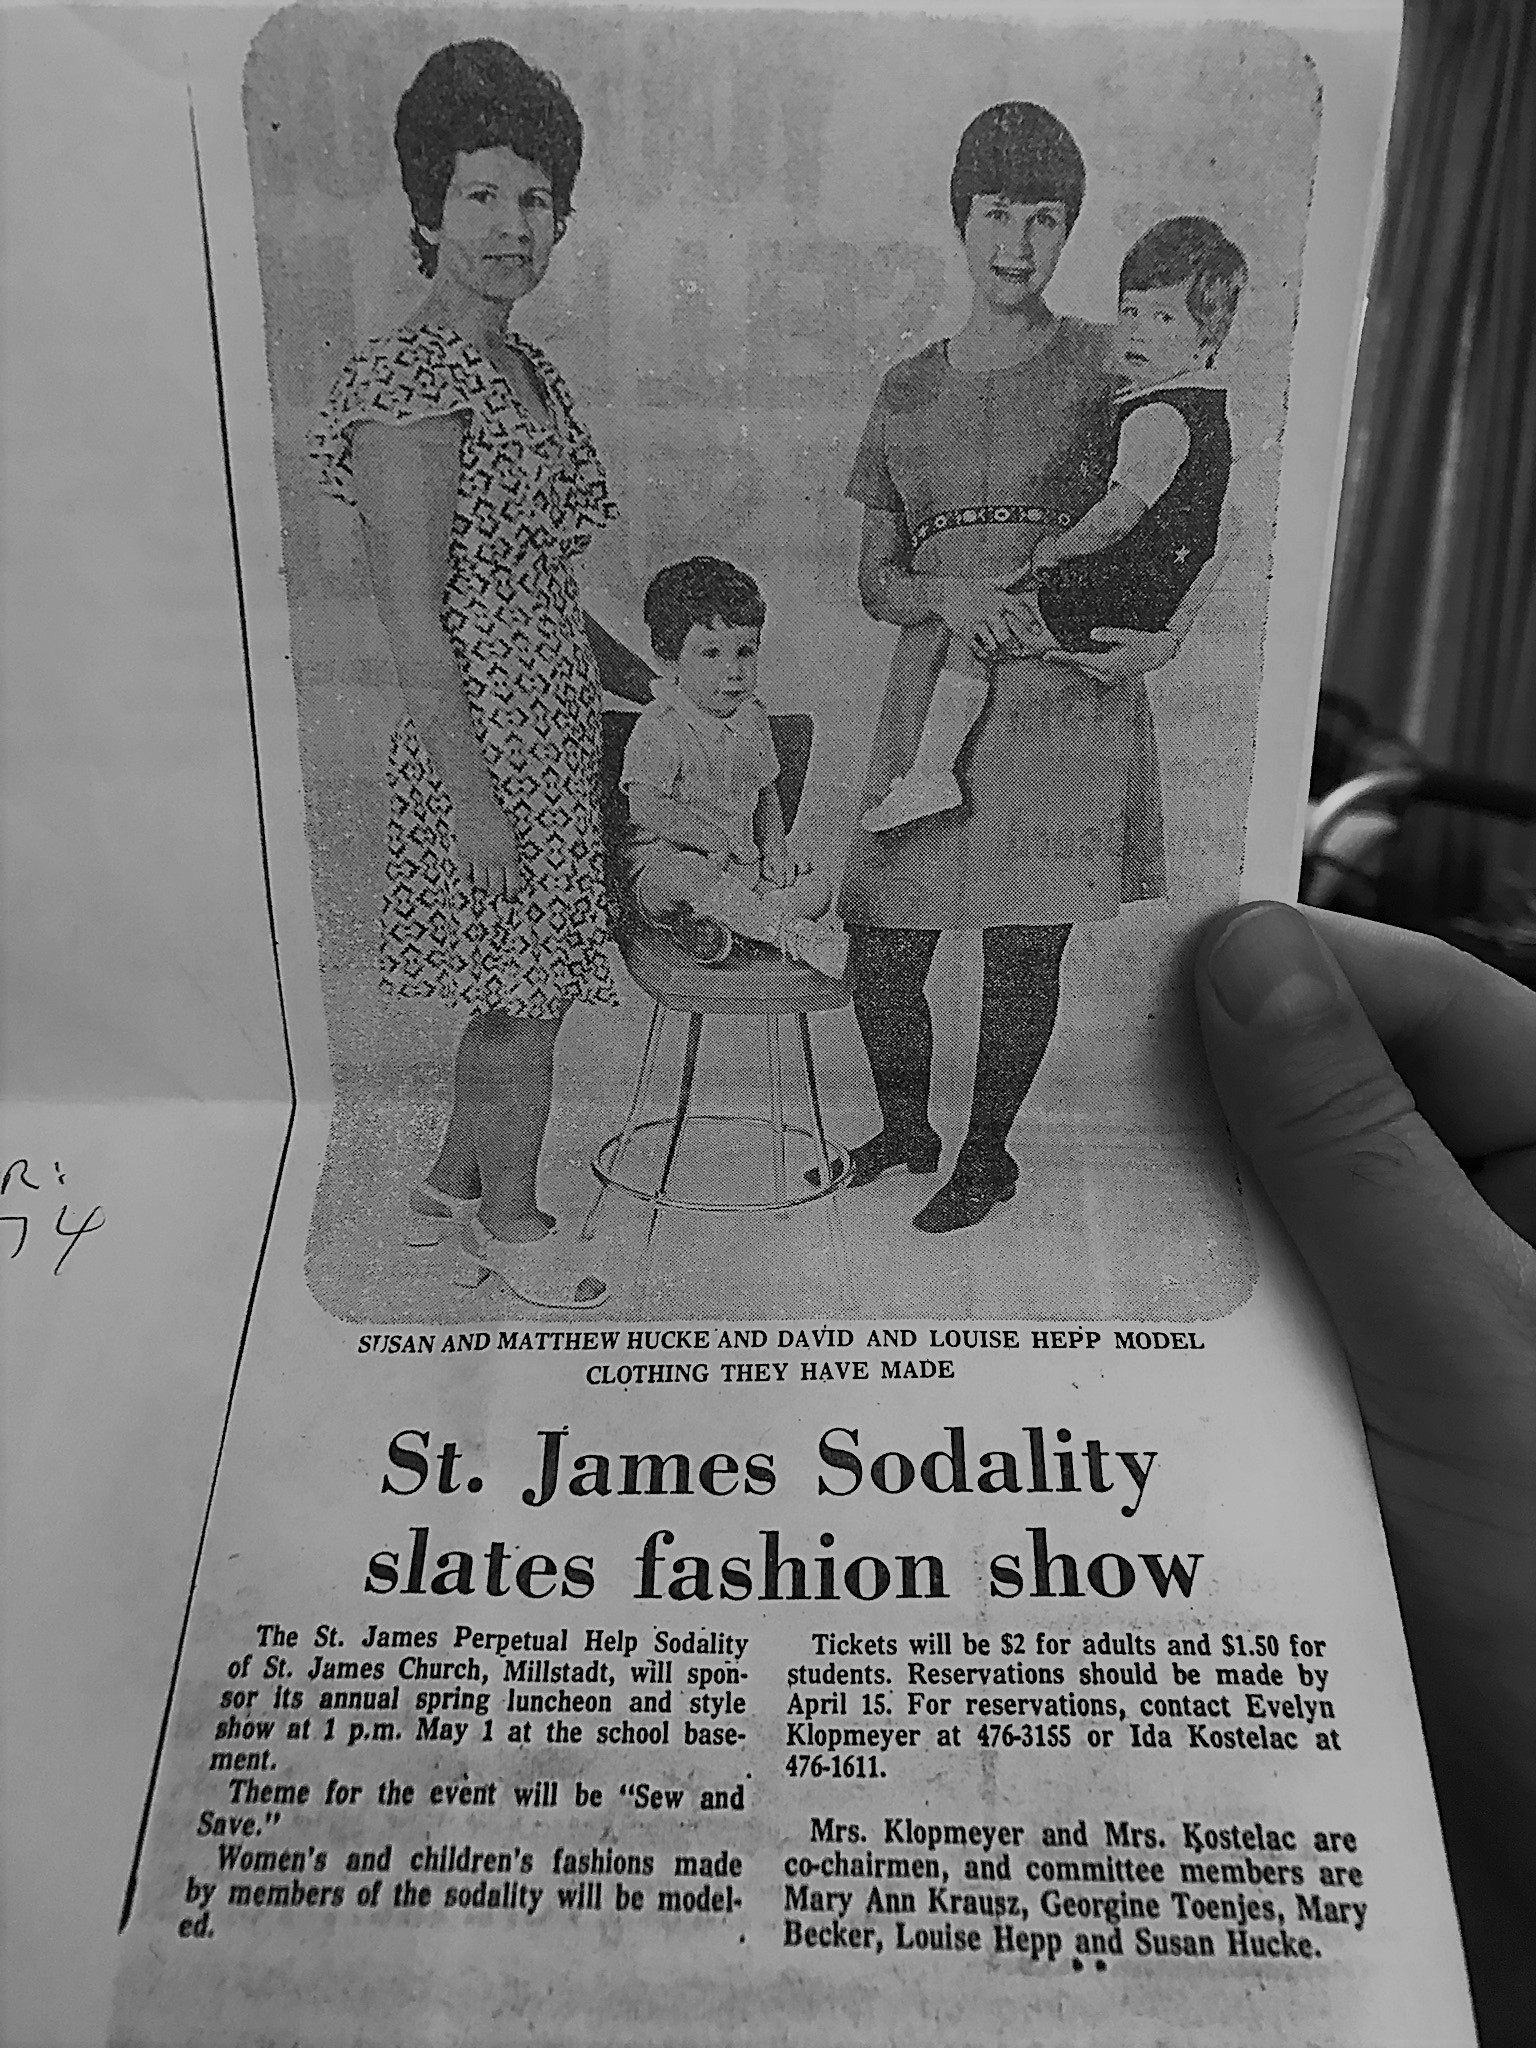 R:
74
SUSAN AND MATTHEW HUCKE AND DAVID AND LOUISE HEPP MODEL
CLOTHING THEY HAVE MADE
St. James Sodality
slates fashion show
The St. James Perpetual Help Sodality
of St. James Church, Millstadt, will spon-
sor its annual spring luncheon and style
show at 1 p.m. May 1 at the school base-
ment.
Theme for the event will be "Sew and
Save."
Women's and children's fashions made
by members of the sodality will be model-
ed.
Tickets will be $2 for adults and $1.50 for
students. Reservations should be made by
April 15. For reservations, contact Evelyn
Klopmeyer at 476-3155 or Ida Kostelac at
476-1611.
Mrs. Klopmeyer and Mrs. Kostelac are
co-chairmen, and committee members are
Mary Ann Krausz, Georgine Toenjes, Mary
Becker, Louise Hepp and Susan Hucke.